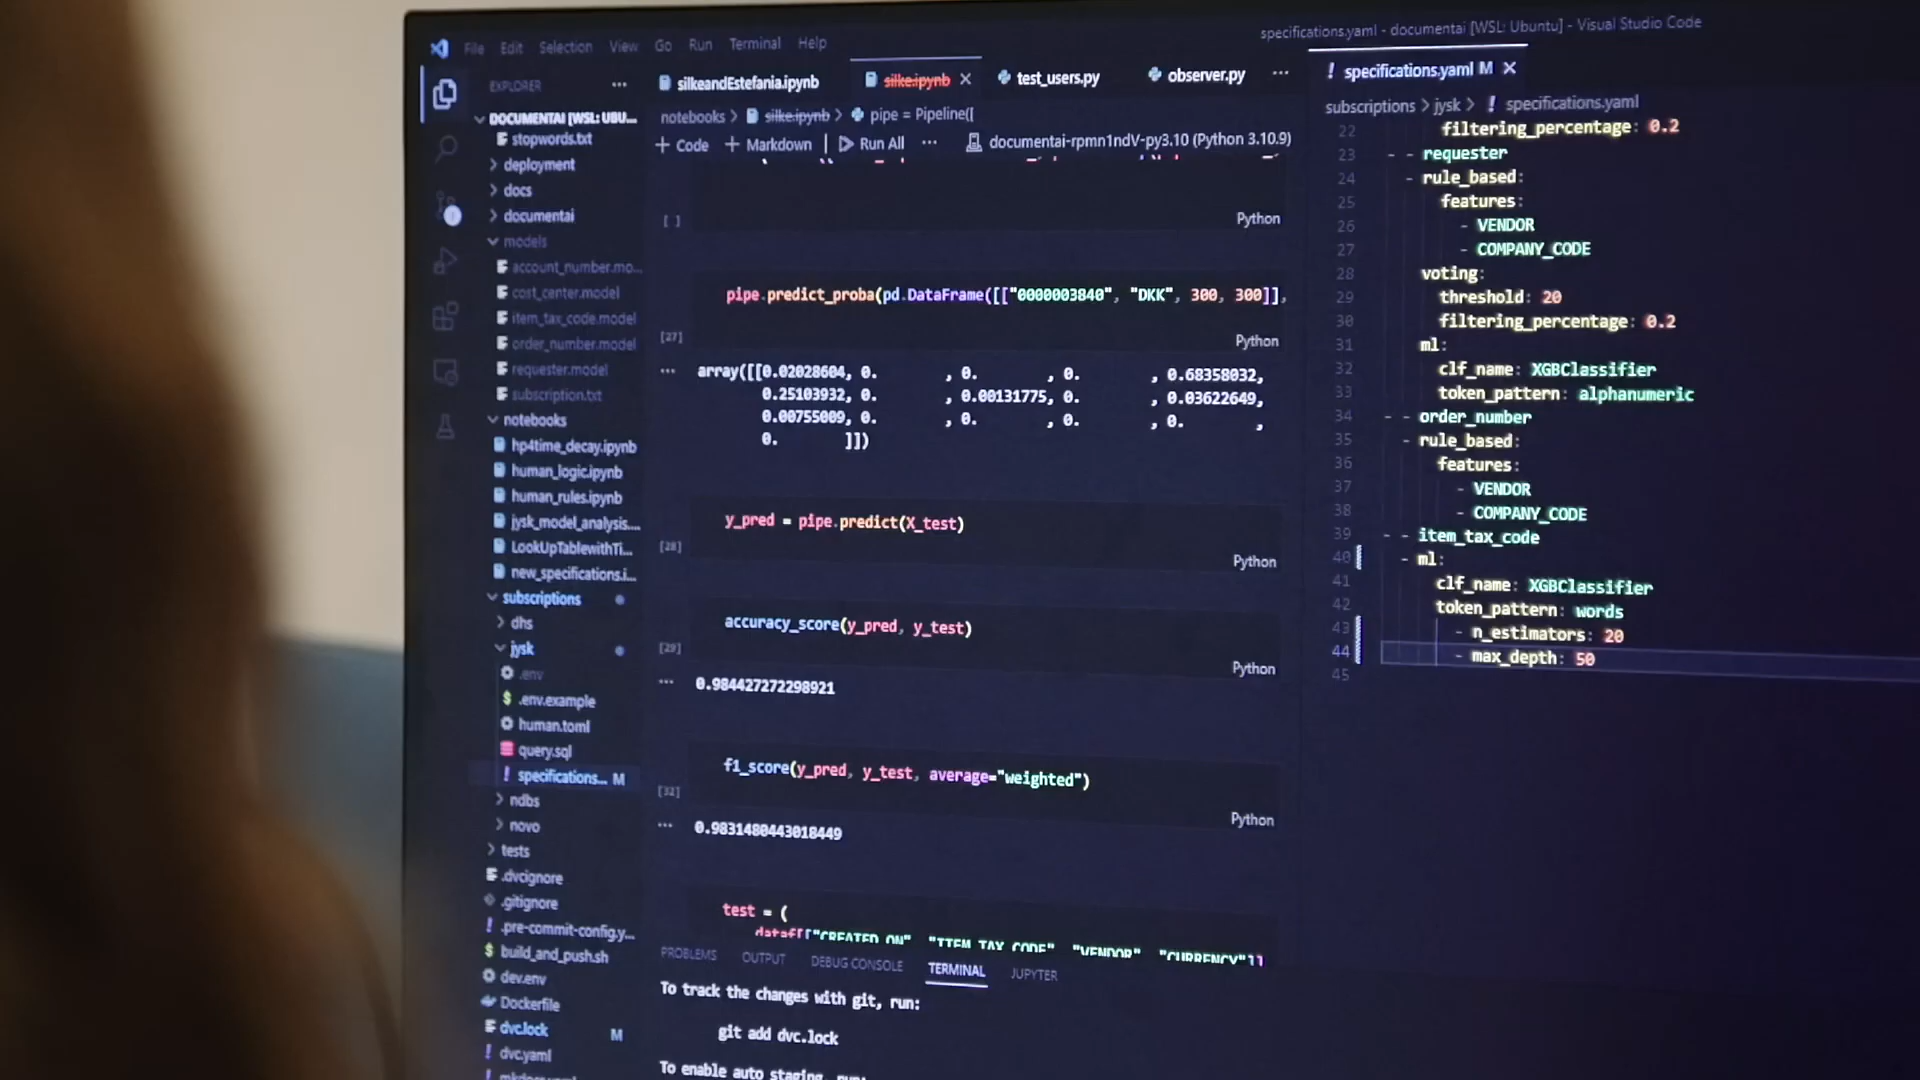 File Edit Selection View Go Run Terminal Help
specifications.yaml - documentai [WSL: Ubuntu] - Visual Studio Code
EXPLORER ...
DOCUMENTAI [WSL: UBU...
stopwords.txt
deployment
docs
documentai
models
account_number.mo...
cost_center.model
item_tax_code.model
order_number.model
requester.model
subscription.txt
notebooks
hp4time_decay.ipynb
human_logic.ipynb
human_rules.ipynb
jysk_model_analysis....
LookUpTablewithTi...
new_specifications.i...
subscriptions
dhs
jysk
.env
.env.example
human.toml
query.sql
specifications... M
ndbs
novo
tests
.dvcignore
.gitignore
.pre-commit-config.y...
build_and_push.sh
dev.env
Dockerfile
dvc.lock M
dvc.yaml
silkeandEstefania.ipynb silke.ipynb test_users.py observer.py ...
notebooks > silke.ipynb > pipe = Pipeline([
+ Code + Markdown | Run All ... documentai-rpmn1ndV-py3.10 (Python 3.10.9)
[ ] Python
pipe.predict_proba(pd.DataFrame([["0000003840", "DKK", 300, 300]],
[27] Python
... array([[0.02028604, 0. , 0. , 0. , 0.68358032,
0.25103932, 0. , 0.00131775, 0. , 0.03622649,
0.00755009, 0. , 0. , 0. , 0. ,
0. ]])
y_pred = pipe.predict(X_test)
[28] Python
accuracy_score(y_pred, y_test)
[29] Python
... 0.984427272298921
f1_score(y_pred, y_test, average="weighted")
[32] Python
... 0.9831480443018449
test = (
dataf[["CREATED_ON" "ITEM_TAX_CODE" "VENDOR" "CURRENCY"]]
PROBLEMS OUTPUT DEBUG CONSOLE TERMINAL JUPYTER
To track the changes with git, run:
git add dvc.lock
To enable auto staging, run:
! specifications.yaml M
subscriptions > jysk > ! specifications.yaml
22 filtering_percentage: 0.2
23 - - requester
24 - rule_based:
25 features:
26 - VENDOR
27 - COMPANY_CODE
28 voting:
29 threshold: 20
30 filtering_percentage: 0.2
31 ml:
32 clf_name: XGBClassifier
33 token_pattern: alphanumeric
34 - - order_number
35 - rule_based:
36 features:
37 - VENDOR
38 - COMPANY_CODE
39 - - item_tax_code
40 - ml:
41 clf_name: XGBClassifier
42 token_pattern: words
43 - n_estimators: 20
44 - max_depth: 50
45